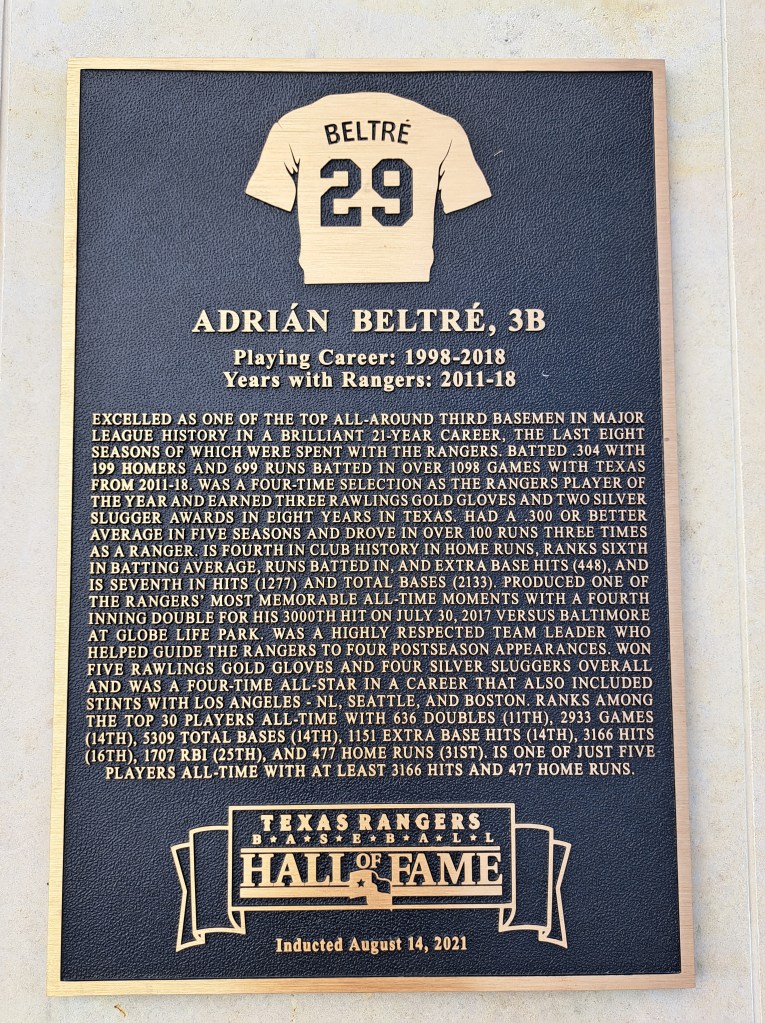 BELTRÉ
29
ADRIÁN BELTRÉ, 3B
Playing Career: 1998-2018
Years with Rangers: 2011-18
EXCELLED AS ONE OF THE TOP ALL-AROUND THIRD BASEMEN IN MAJOR
LEAGUE HISTORY IN A BRILLIANT 21-YEAR CAREER, THE LAST EIGHT
SEASONS OF WHICH WERE SPENT WITH THE RANGERS. BATTED .304 WITH
199 HOMERS AND 699 RUNS BATTED IN OVER 1098 GAMES WITH TEXAS
FROM 2011-18. WAS A FOUR-TIME SELECTION AS THE RANGERS PLAYER OF
THE YEAR AND EARNED THREE RAWLINGS GOLD GLOVES AND TWO SILVER
SLUGGER AWARDS IN EIGHT YEARS IN TEXAS. HAD A .300 OR BETTER
AVERAGE IN FIVE SEASONS AND DROVE IN OVER 100 RUNS THREE TIMES
AS A RANGER. IS FOURTH IN CLUB HISTORY IN HOME RUNS, RANKS SIXTH
IN BATTING AVERAGE, RUNS BATTED IN, AND EXTRA BASE HITS (448), AND
IS SEVENTH IN HITS (1277) AND TOTAL BASES (2133). PRODUCED ONE OF
THE RANGERS' MOST MEMORABLE ALL-TIME MOMENTS WITH A FOURTH
INNING DOUBLE FOR HIS 3000TH HIT ON JULY 30, 2017 VERSUS BALTIMORE
AT GLOBE LIFE PARK. WAS A HIGHLY RESPECTED TEAM LEADER WHO
HELPED GUIDE THE RANGERS TO FOUR POSTSEASON APPEARANCES. WON
FIVE RAWLINGS GOLD GLOVES AND FOUR SILVER SLUGGERS OVERALL
AND WAS A FOUR-TIME ALL-STAR IN A CAREER THAT ALSO INCLUDED
STINTS WITH LOS ANGELES - NL, SEATTLE, AND BOSTON. RANKS AMONG
THE TOP 30 PLAYERS ALL-TIME WITH 636 DOUBLES (11TH), 2933 GAMES
(14TH), 5309 TOTAL BASES (14TH), 1151 EXTRA BASE HITS (14TH), 3166 HITS
(16TH), 1707 RBI (25TH), AND 477 HOME RUNS (31ST). IS ONE OF JUST FIVE
PLAYERS ALL-TIME WITH AT LEAST 3166 HITS AND 477 HOME RUNS.
TEXAS RANGERS
B★A★S★E★B★A★L★L
HALL OF FAME
Inducted August 14, 2021